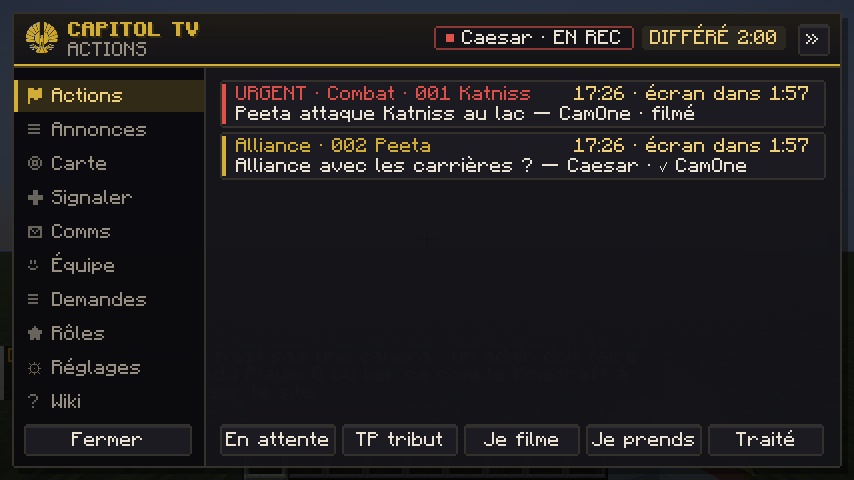 CAPITOL TV
ACTIONS
Caesar · EN REC
DIFFÉRÉ 2:00
»
Actions
Annonces
Carte
Signaler
Comms
Équipe
Demandes
Rôles
Réglages
? Wiki
Fermer
URGENT · Combat · 001 Katniss 17:26 · écran dans 1:57
Peeta attaque Katniss au lac — CamOne · filmé
Alliance · 002 Peeta 17:26 · écran dans 1:57
Alliance avec les carrières ? — Caesar · ✓ CamOne
En attente
TP tribut
Je filme
Je prends
Traité